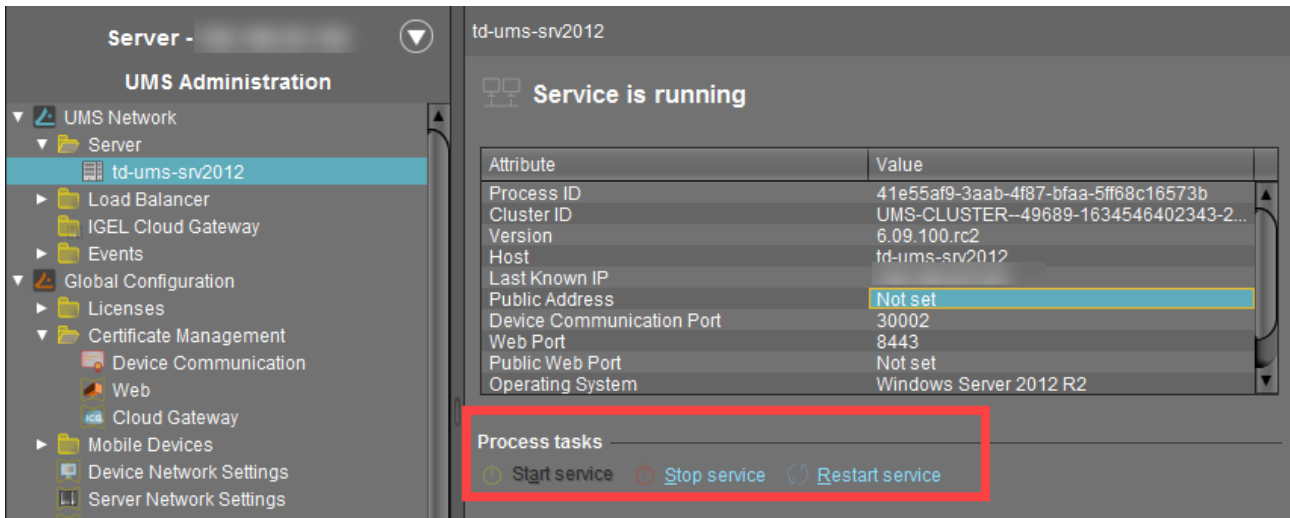 Server -
UMS Administration
UMS Network
Server
td-ums-srv2012
Load Balancer
IGEL Cloud Gateway
Events
Global Configuration
Licenses
Certificate Management
Device Communication
Web
ICG Cloud Gateway
Mobile Devices
Device Network Settings
Server Network Settings
td-ums-srv2012
Service is running
Attribute Value
Process ID 41e55af9-3aab-4f87-bfaa-5ff68c16573b
Cluster ID UMS-CLUSTER--49689-1634546402343-2...
Version 6.09.100.rc2
Host td-ums-srv2012
Last Known IP
Public Address Not set
Device Communication Port 30002
Web Port 8443
Public Web Port Not set
Operating System Windows Server 2012 R2
Process tasks
Start service Stop service Restart service